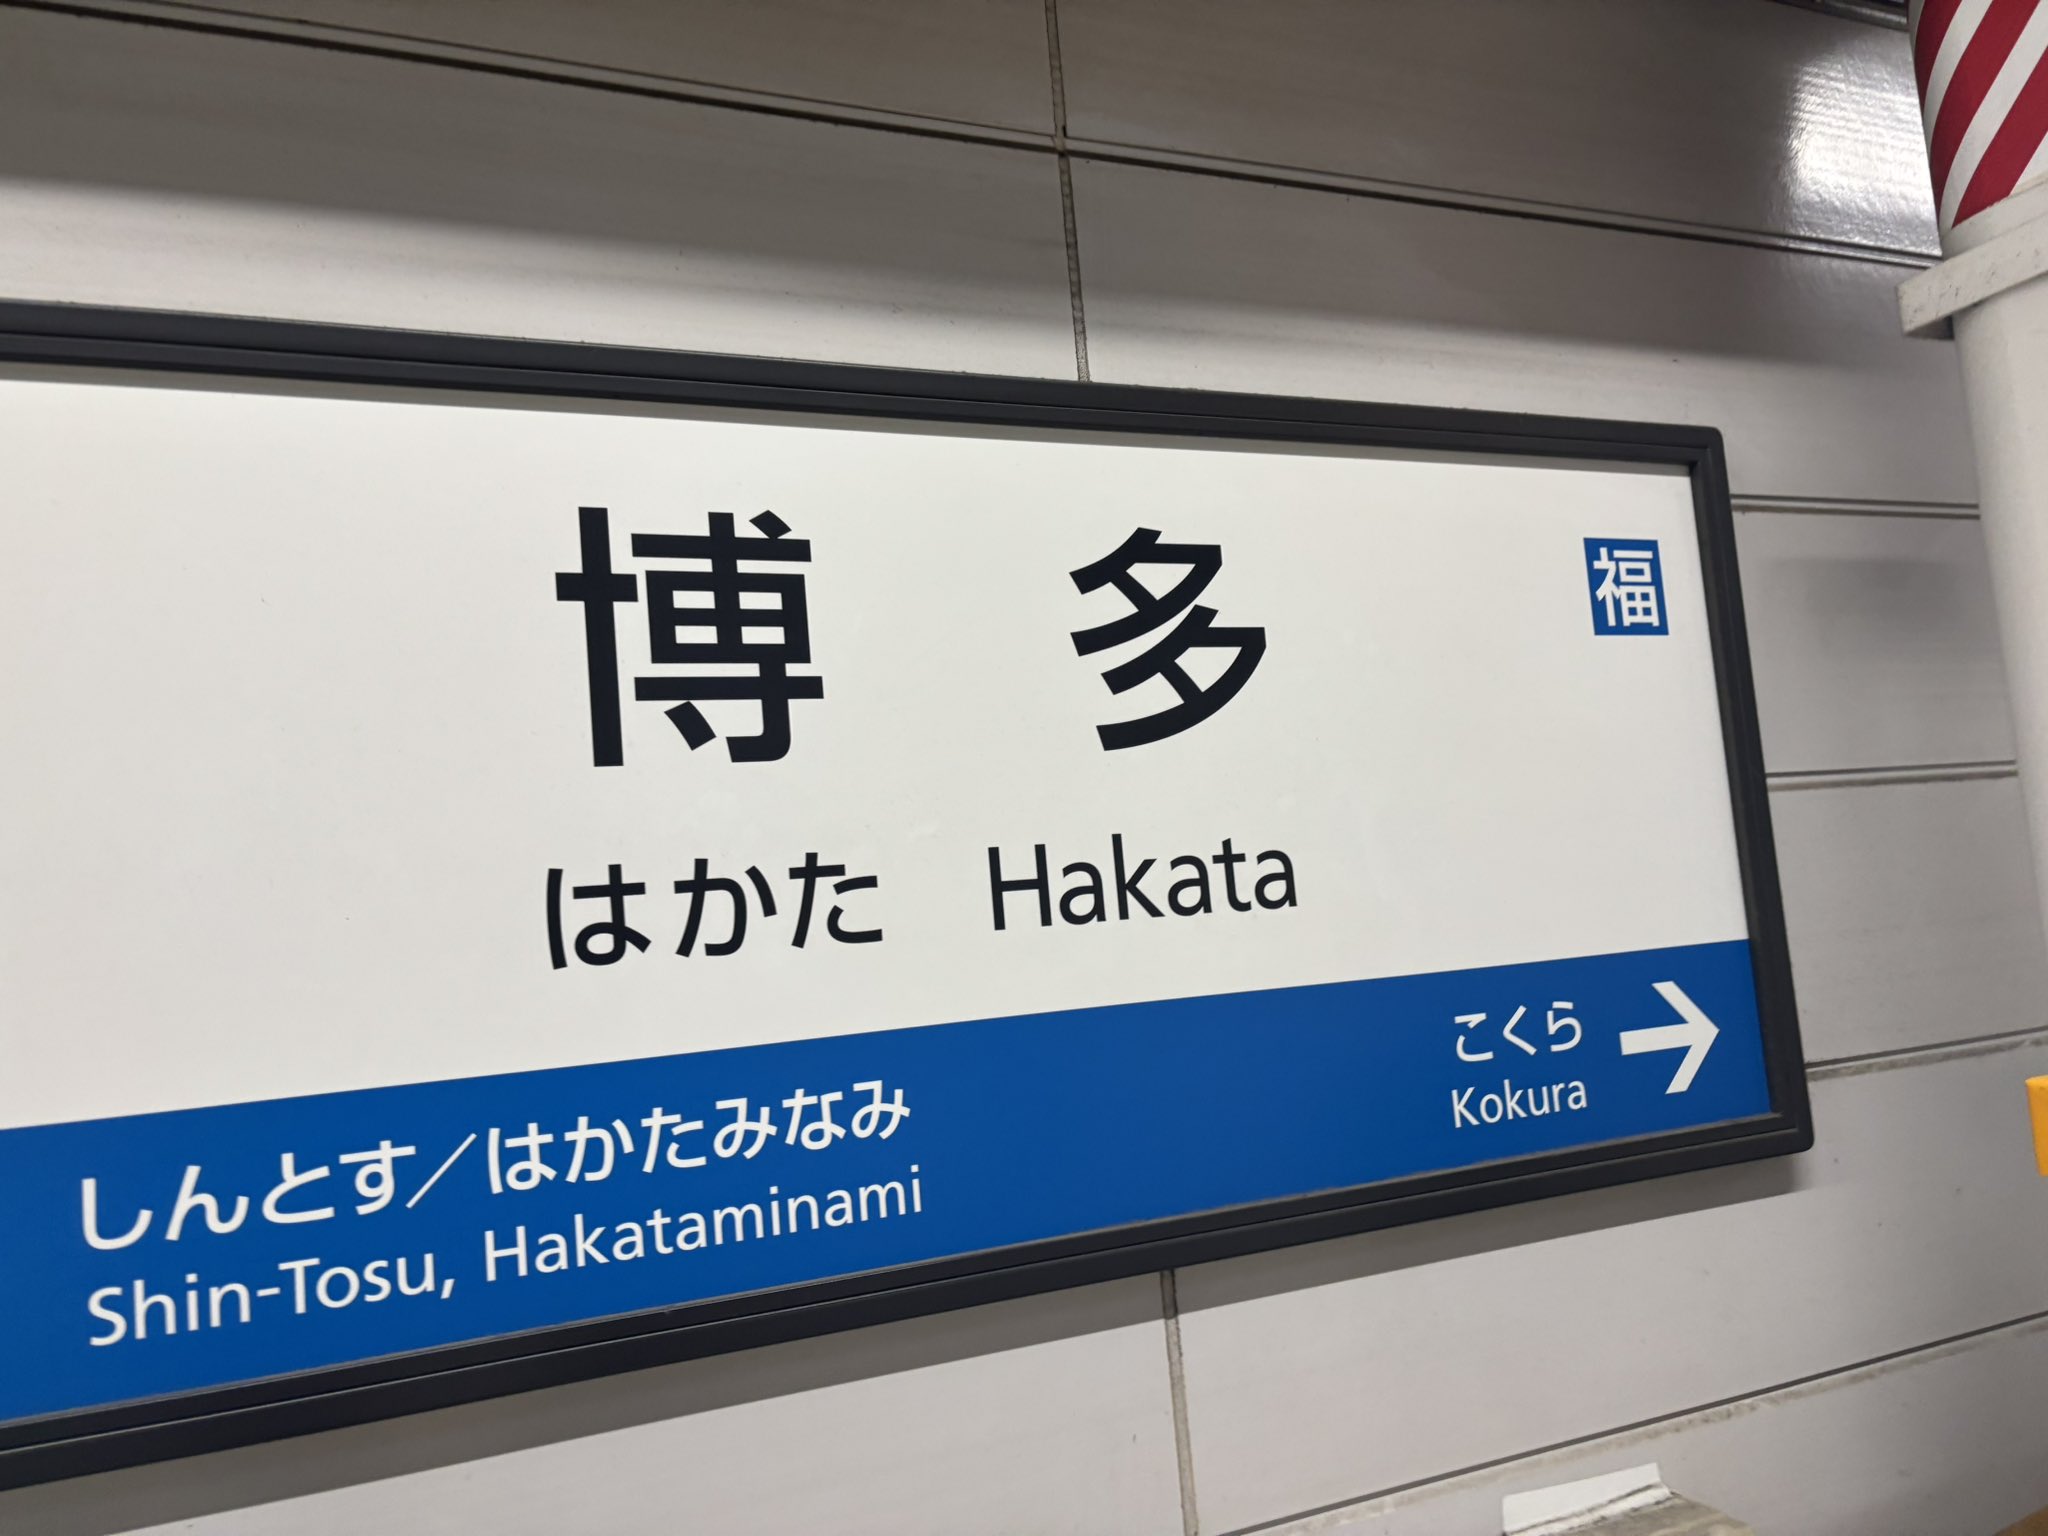 博多
福
はかた Hakata
こくら
Kokura
しんとす/はかたみなみ
Shin-Tosu, Hakataminami